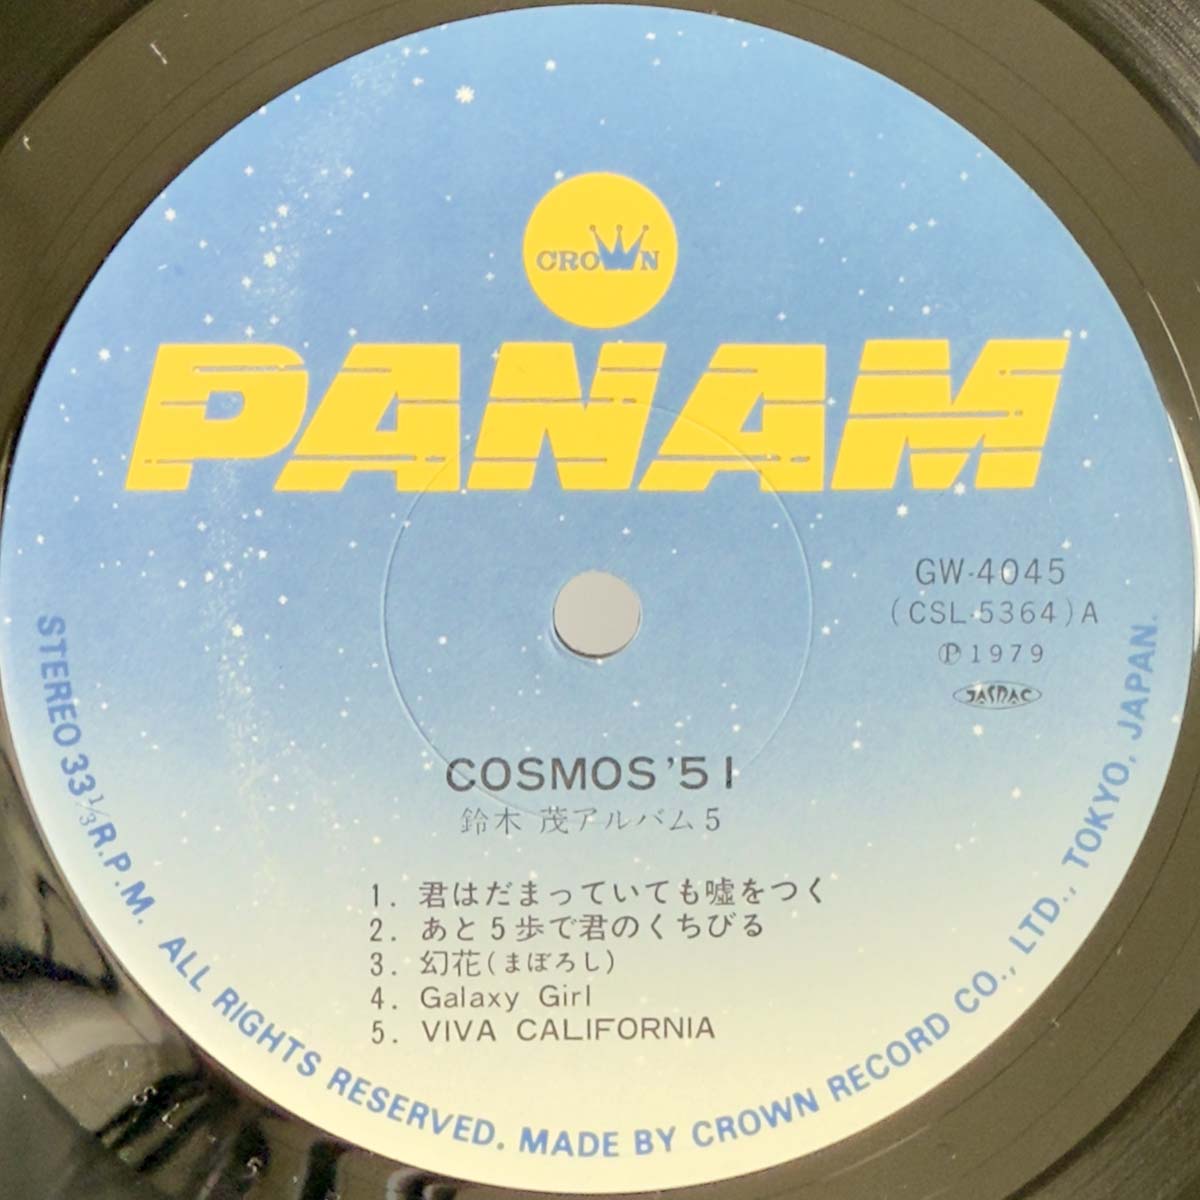 CROWN
PANAM
GW-4045
(CSL-5364)A
Ⓟ1979
JASRAC
COSMOS '51
鈴木 茂アルバム5
1. 君はだまっていても嘘をつく
2. あと5歩で君のくちびる
3. 幻花(まぼろし)
4. Galaxy Girl
5. VIVA CALIFORNIA
STEREO 33⅓ R.P.M. ALL RIGHTS RESERVED. MADE BY CROWN RECORD CO., LTD., TOKYO, JAPAN.